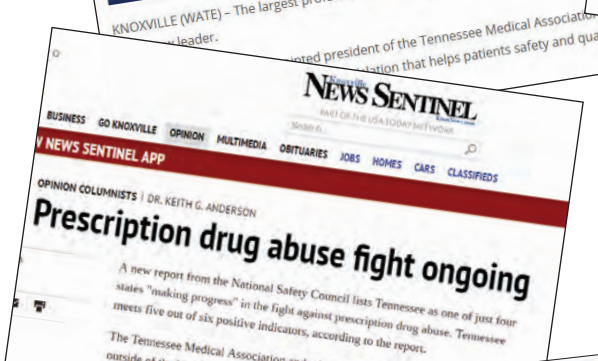 KNOXVILLE (WATE) – The largest
leader.
president of the Tennessee Medical Association
that helps patients safety and
Knoxville
NEWS SENTINEL
PART OF THE USA TODAY NETWORK
Search
BUSINESS GO KNOXVILLE OPINION MULTIMEDIA OBITUARIES JOBS HOMES CARS CLASSIFIEDS
NEWS SENTINEL APP
OPINION COLUMNISTS | DR. KEITH G. ANDERSON
Prescription drug abuse fight ongoing
A new report from the National Safety Council lists Tennessee as one of just four
states "making progress" in the fight against prescription drug abuse. Tennessee
meets five out of six positive indicators, according to the report.
The Tennessee Medical Association
outside of the